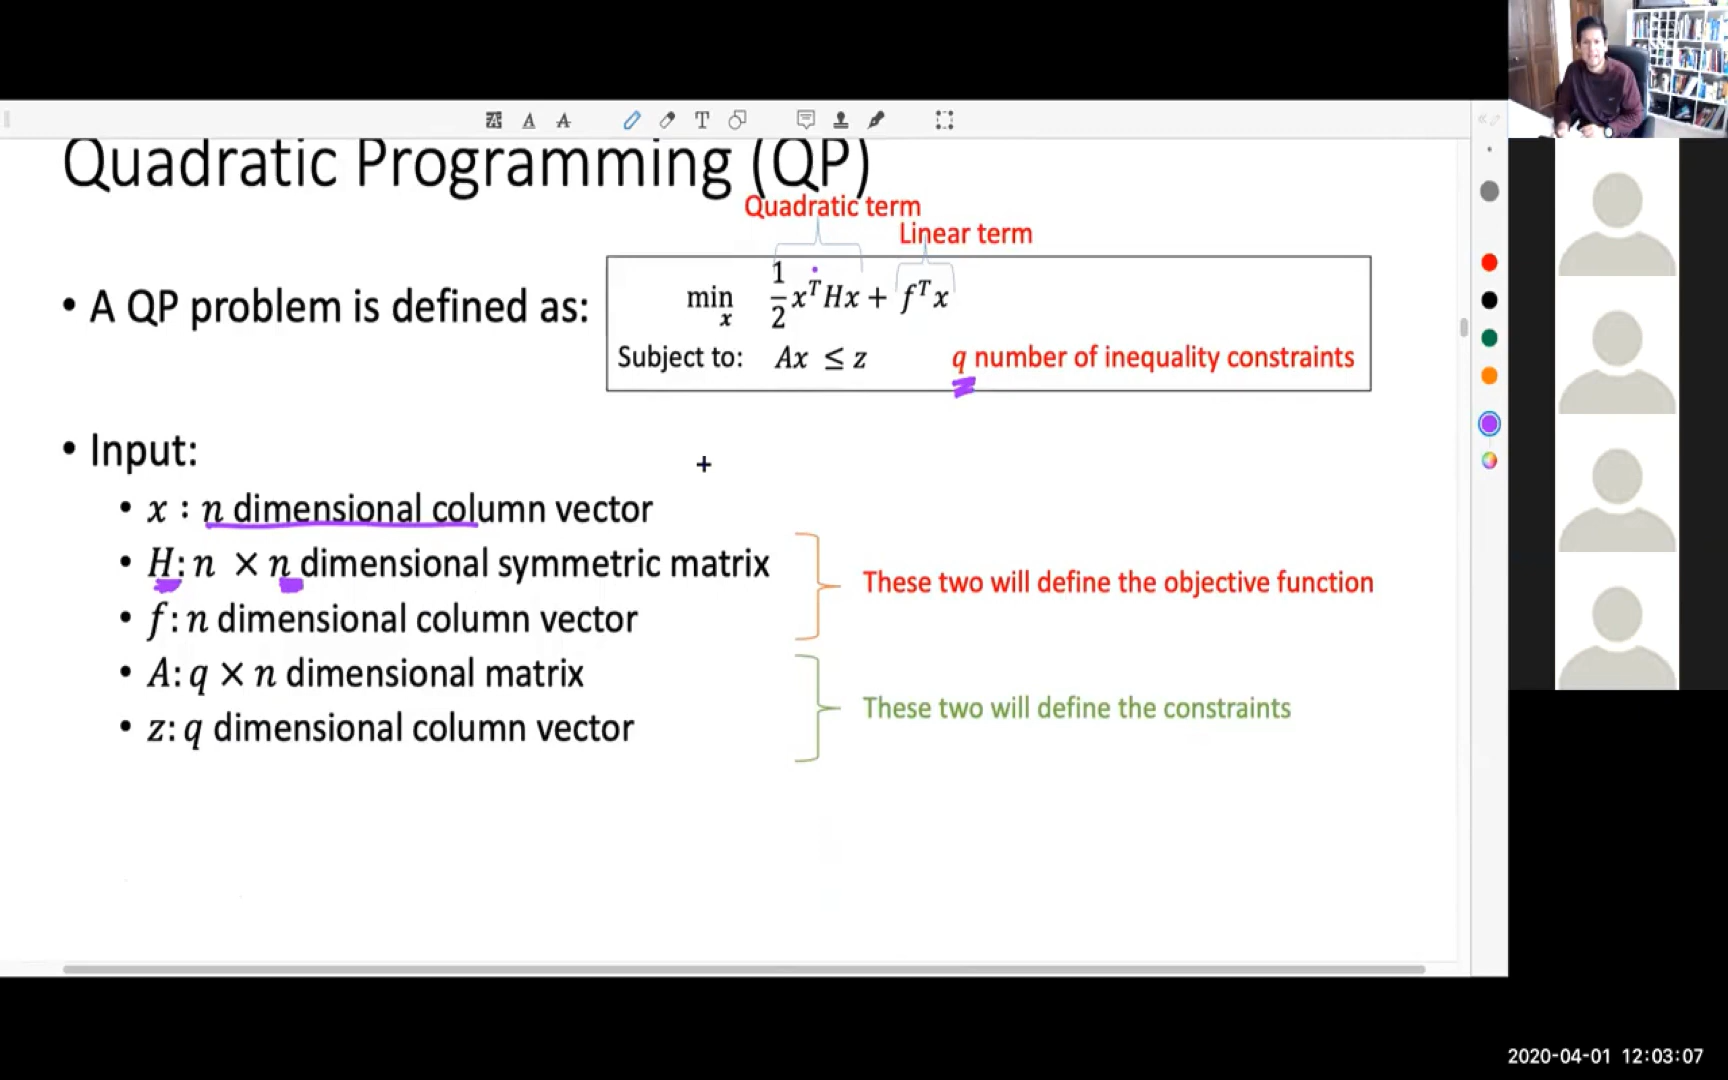 Quadratic Programming (QP)
Quadratic term
Linear term
• A QP problem is defined as:
min x 1/2 xᵀHx + fᵀx
Subject to: Ax ≤ z q number of inequality constraints
• Input:
• x : n dimensional column vector
• H: n × n dimensional symmetric matrix
• f: n dimensional column vector
These two will define the objective function
• A: q × n dimensional matrix
• z: q dimensional column vector
These two will define the constraints
2020-04-01 12:03:07